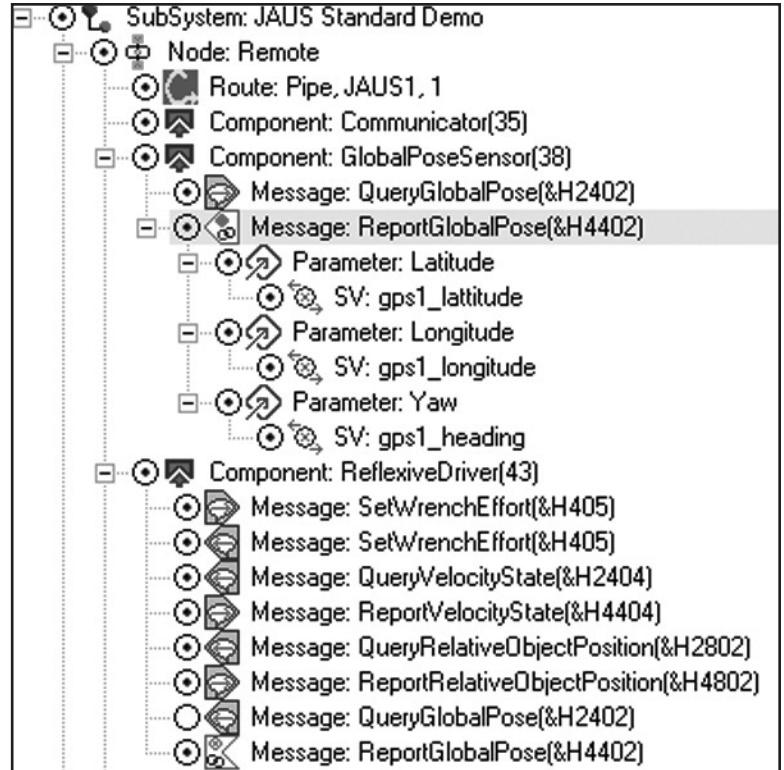 SubSystem: JAUS Standard Demo
Node: Remote
Route: Pipe, JAUS1, 1
Component: Communicator(35)
Component: GlobalPoseSensor(38)
Message: QueryGlobalPose(&H2402)
Message: ReportGlobalPose(&H4402)
Parameter: Latitude
SV: gps1_lattitude
Parameter: Longitude
SV: gps1_longitude
Parameter: Yaw
SV: gps1_heading
Component: ReflexiveDriver(43)
Message: SetWrenchEffort(&H405)
Message: SetWrenchEffort(&H405)
Message: QueryVelocityState(&H2404)
Message: ReportVelocityState(&H4404)
Message: QueryRelativeObjectPosition(&H2802)
Message: ReportRelativeObjectPosition(&H4802)
Message: QueryGlobalPose(&H2402)
Message: ReportGlobalPose(&H4402)